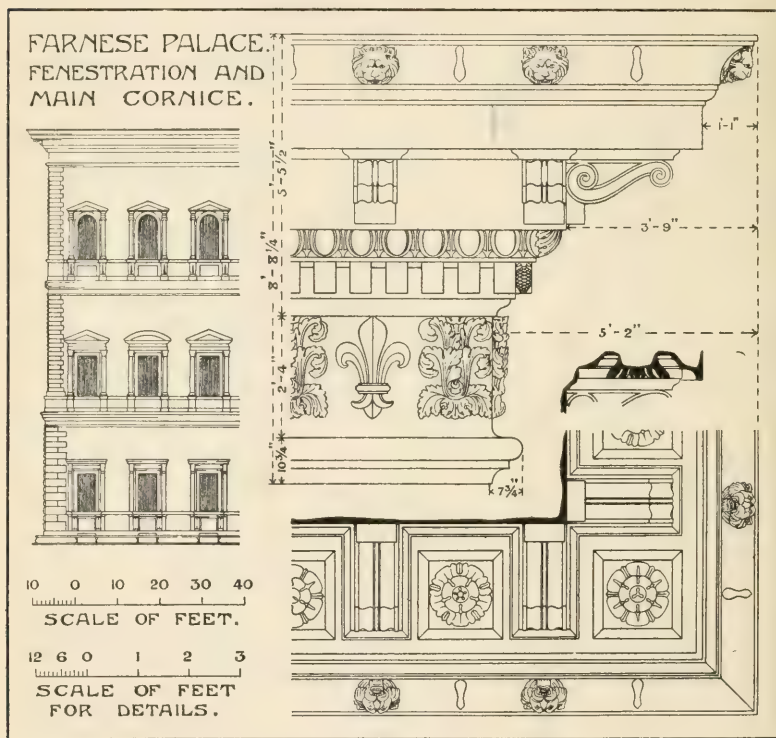 FARNESE PALACE.
FENESTRATION AND
MAIN CORNICE.
1'-1"
5'-5½"
8'-8¼"
3'-9"
5'-2"
2'-4"
10¾"
7¾"
10 0 10 20 30 40
SCALE OF FEET.
12 6 0 1 2 3
SCALE OF FEET
FOR DETAILS.